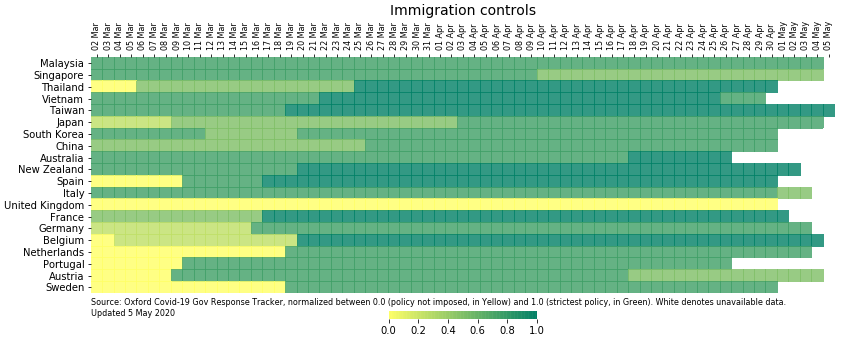 Immigration controls
02 Mar 03 Mar 04 Mar 05 Mar 06 Mar 07 Mar 08 Mar 09 Mar 10 Mar 11 Mar 12 Mar 13 Mar 14 Mar 15 Mar 16 Mar 17 Mar 18 Mar 19 Mar 20 Mar 21 Mar 22 Mar 23 Mar 24 Mar 25 Mar 26 Mar 27 Mar 28 Mar 29 Mar 30 Mar 31 Mar 01 Apr 02 Apr 03 Apr 04 Apr 05 Apr 06 Apr 07 Apr 08 Apr 09 Apr 10 Apr 11 Apr 12 Apr 13 Apr 14 Apr 15 Apr 16 Apr 17 Apr 18 Apr 19 Apr 20 Apr 21 Apr 22 Apr 23 Apr 24 Apr 25 Apr 26 Apr 27 Apr 28 Apr 29 Apr 30 Apr 01 May 02 May 03 May 04 May 05 May
Malaysia
Singapore
Thailand
Vietnam
Taiwan
Japan
South Korea
China
Australia
New Zealand
Spain
Italy
United Kingdom
France
Germany
Belgium
Netherlands
Portugal
Austria
Sweden
Source: Oxford Covid-19 Gov Response Tracker, normalized between 0.0 (policy not imposed, in Yellow) and 1.0 (strictest policy, in Green). White denotes unavailable data.
Updated 5 May 2020
0.0 0.2 0.4 0.6 0.8 1.0